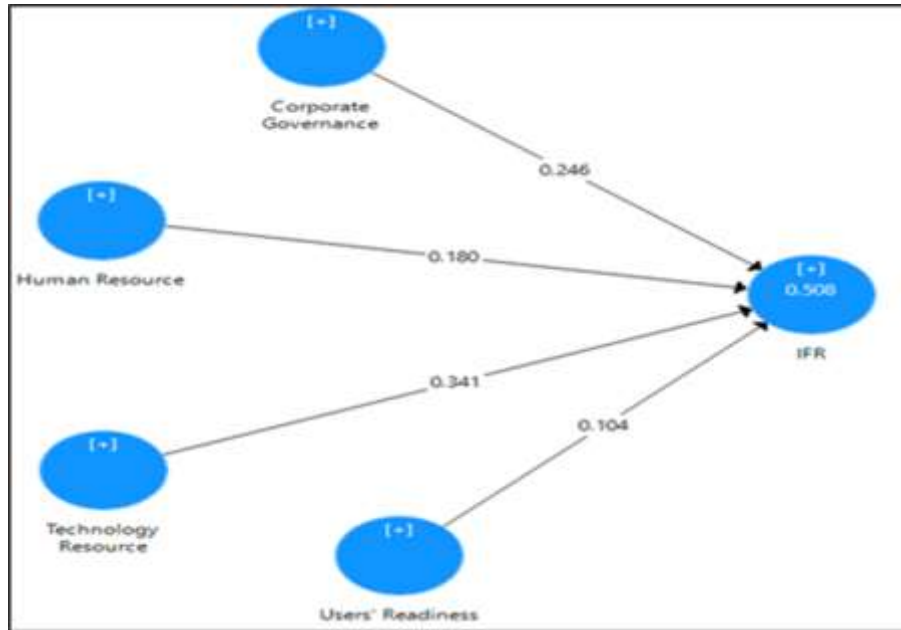 [+]
Corporate
Governance
0.246
[+]
Human Resource
0.180
[+]
0.508
IFR
0.341
[+]
Technology
Resource
0.104
[+]
Users' Readiness